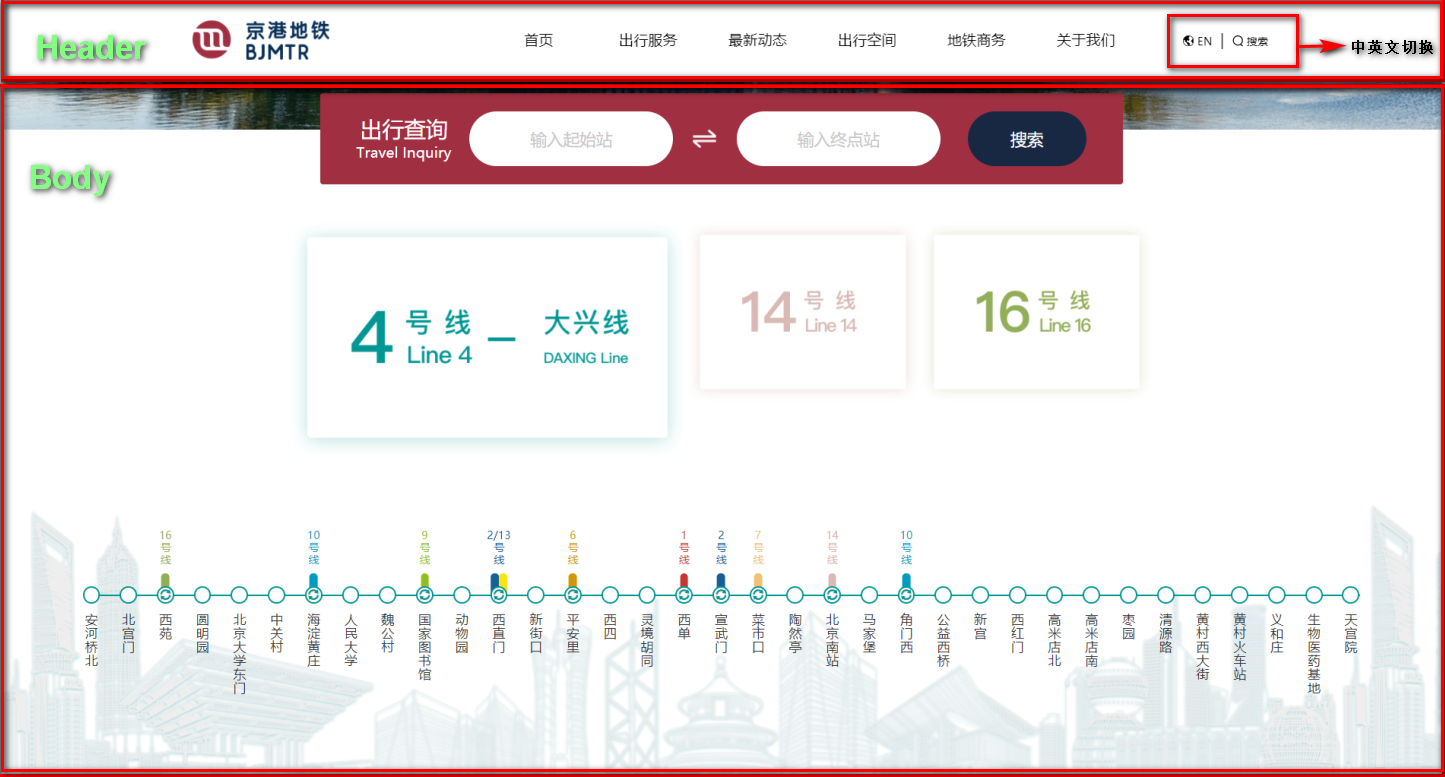 Header
京港地铁
BJMTR
首页
出行服务
最新动态
出行空间
地铁商务
关于我们
EN
搜索
中英文切换
Body
出行查询
Travel Inquiry
输入起始站
输入终点站
搜索
4
号线
Line 4
大兴线
DAXING Line
14
号线
Line 14
16
号线
Line 16
16号线
10号线
9号线
2/13号线
6号线
1号线
2号线
7号线
14号线
10号线
安河桥北
北宫门
西苑
圆明园
北京大学东门
中关村
海淀黄庄
人民大学
魏公村
国家图书馆
动物园
西直门
新街口
平安里
西四
灵境胡同
西单
宣武门
菜市口
陶然亭
北京南站
马家堡
角门西
公益西桥
新宫
西红门
高米店北
高米店南
枣园
清源路
黄村西大街
黄村火车站
义和庄
生物医药基地
天宫院